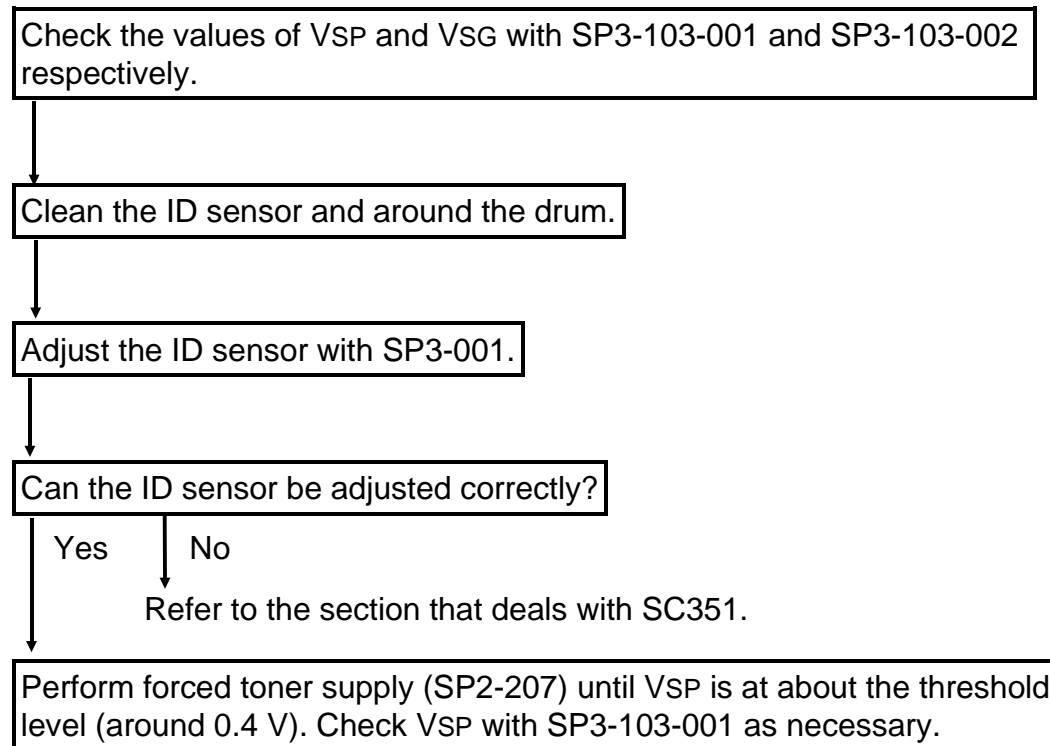 Check the values of VSP and VSG with SP3-103-001 and SP3-103-002
respectively.
Clean the ID sensor and around the drum.
Adjust the ID sensor with SP3-001.
Can the ID sensor be adjusted correctly?
Yes No
Refer to the section that deals with SC351.
Perform forced toner supply (SP2-207) until VSP is at about the threshold
level (around 0.4 V). Check VSP with SP3-103-001 as necessary.